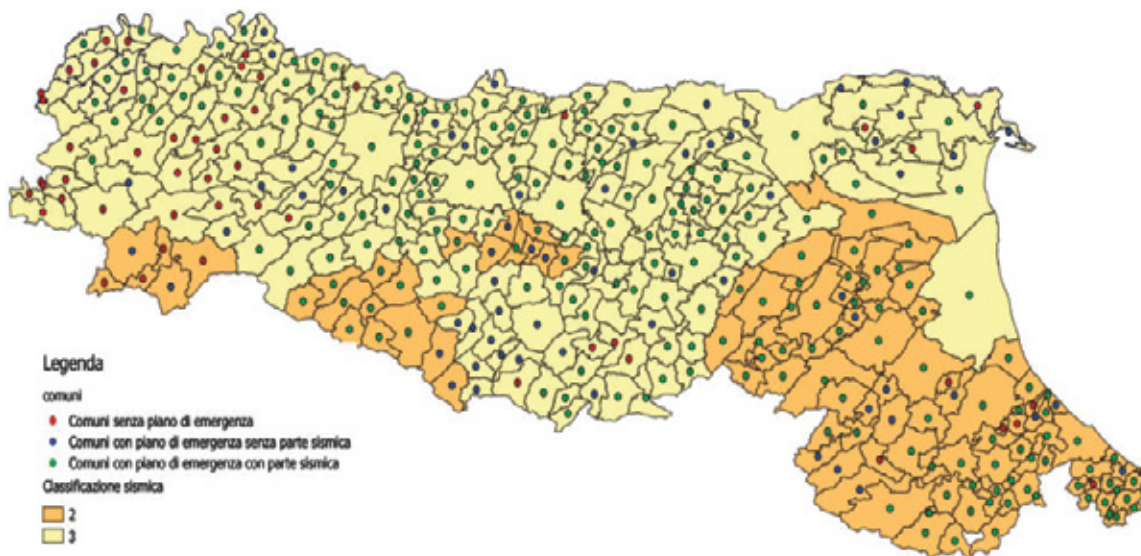 Legenda
comuni
Comuni senza piano di emergenza
Comuni con piano di emergenza senza parte sismica
Comuni con piano di emergenza con parte sismica
Classificazione sismica
2
3